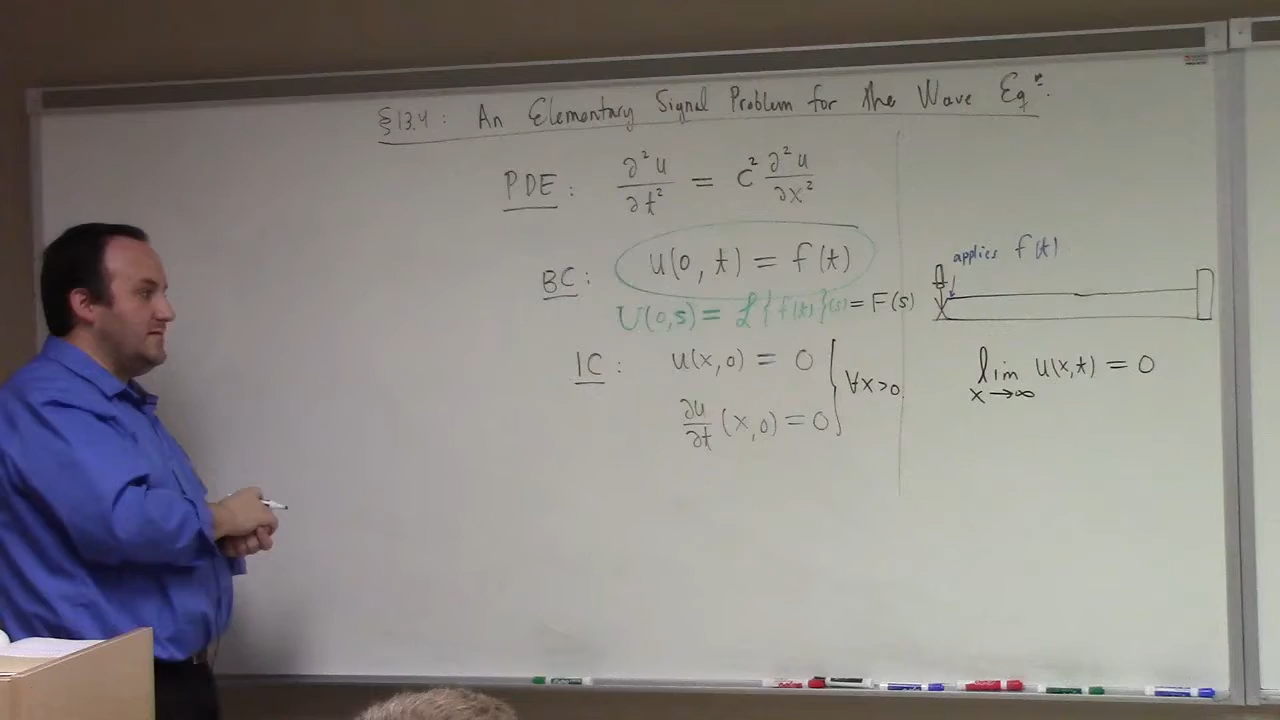 § 13.4: An Elementary Signal Problem for the Wave Eqⁿ.
PDE: ∂²u/∂t² = c² ∂²u/∂x²
BC: u(0, t) = f(t)
U(0,s) = ℒ{f(t)}(s) = F(s)
IC: u(x, 0) = 0
∂u/∂t (x, 0) = 0
} ∀x>0
applies f(t)
lim x→∞ u(x,t) = 0